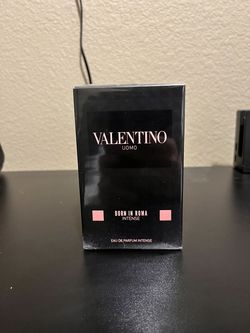 VALENTINO
UOMO
BORN IN ROMA
INTENSE
EAU DE PARFUM INTENSE